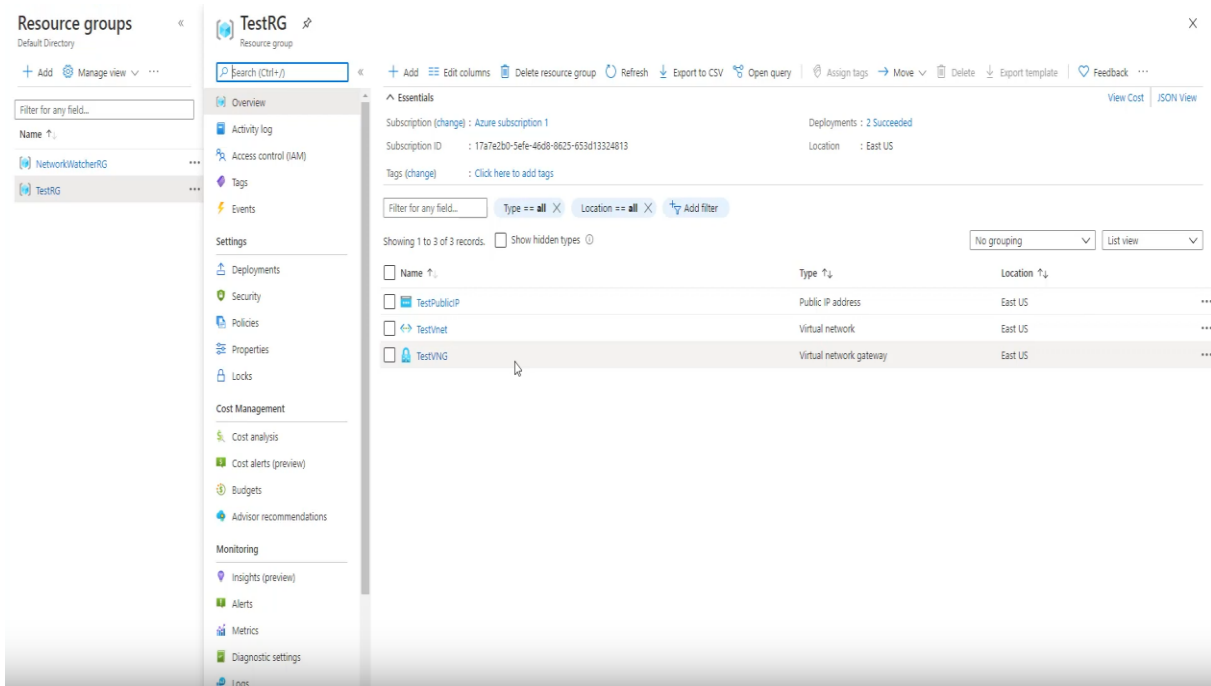 Resource groups
Default Directory
Add Manage view
Filter for any field...
Name
NetworkWatcherRG
TestRG
TestRG
Resource group
Search (Ctrl+/)
Overview
Activity log
Access control (IAM)
Tags
Events
Settings
Deployments
Security
Policies
Properties
Locks
Cost Management
Cost analysis
Cost alerts (preview)
Budgets
Advisor recommendations
Monitoring
Insights (preview)
Alerts
Metrics
Diagnostic settings
Logs
Add Edit columns Delete resource group Refresh Export to CSV Open query Assign tags Move Delete Export template Feedback
Essentials View Cost JSON View
Subscription (change) : Azure subscription 1 Deployments : 2 Succeeded
Subscription ID : 17a7e2b0-5efe-46d8-8625-653d13324813 Location : East US
Tags (change) : Click here to add tags
Filter for any field... Type == all Location == all Add filter
Showing 1 to 3 of 3 records. Show hidden types No grouping List view
Name Type Location
TestPublicIP Public IP address East US
TestVnet Virtual network East US
TestVNG Virtual network gateway East US